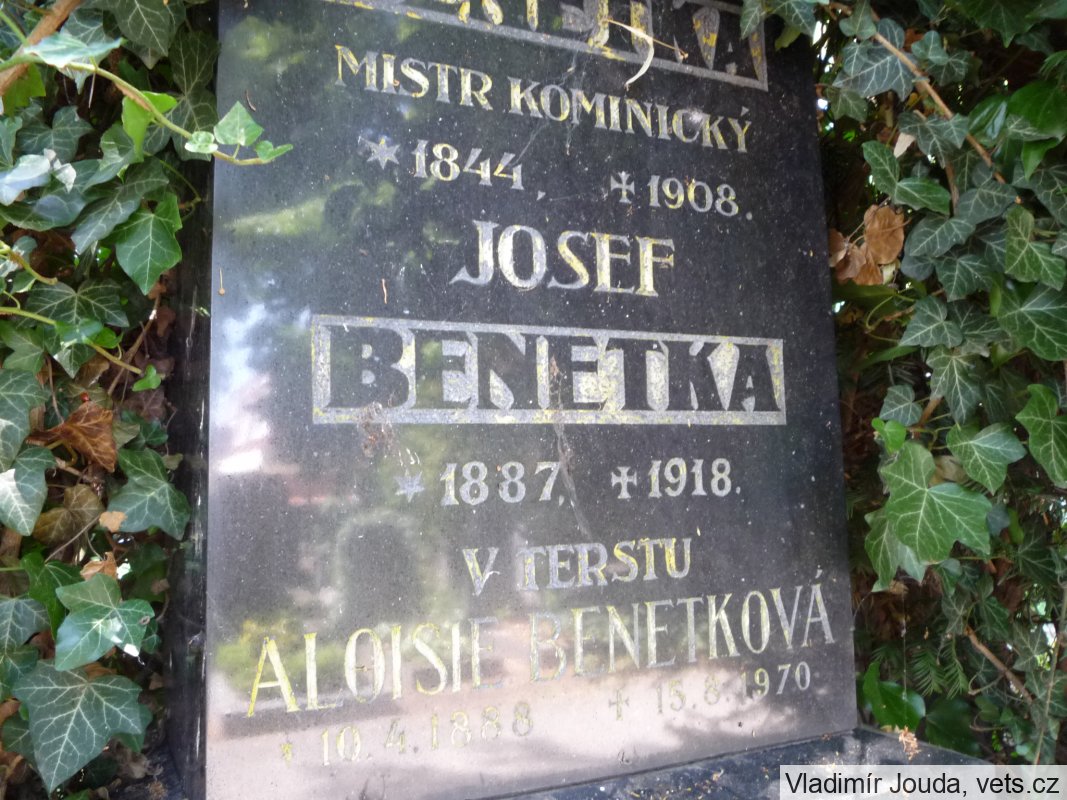 MISTR KOMINICKÝ
* 1844, + 1908.
JOSEF
BENETKA
* 1887, + 1918.
V TERSTU
ALOISIE BENETKOVÁ
* 10.4.1888 + 15.8.1970
Vladimír Jouda, vets.cz